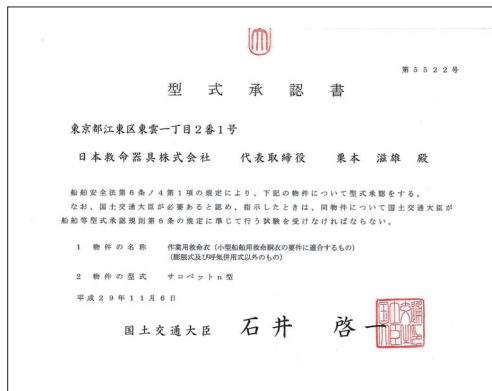 第5522号
型式承認書
東京都江東区東雲一丁目2番1号
日本救命器具株式会社 代表取締役 栗本 滋雄 殿
船舶安全法第6条ノ4第1項の規定により、下記の物件について型式承認をする。
なお、国土交通大臣が必要あると認め、指示したときは、同物件について国土交通大臣が
船舶等型式承認規則第6条の規定に準じて行う試験を受けなければならない。
1 物件の名称 作業用救命衣(小型船舶用救命胴衣の要件に適合するもの)
(膨脹式及び呼気併用式以外のもの)
2 物件の型式 サロペットn型
平成29年11月6日
国土交通大臣 石井 啓一